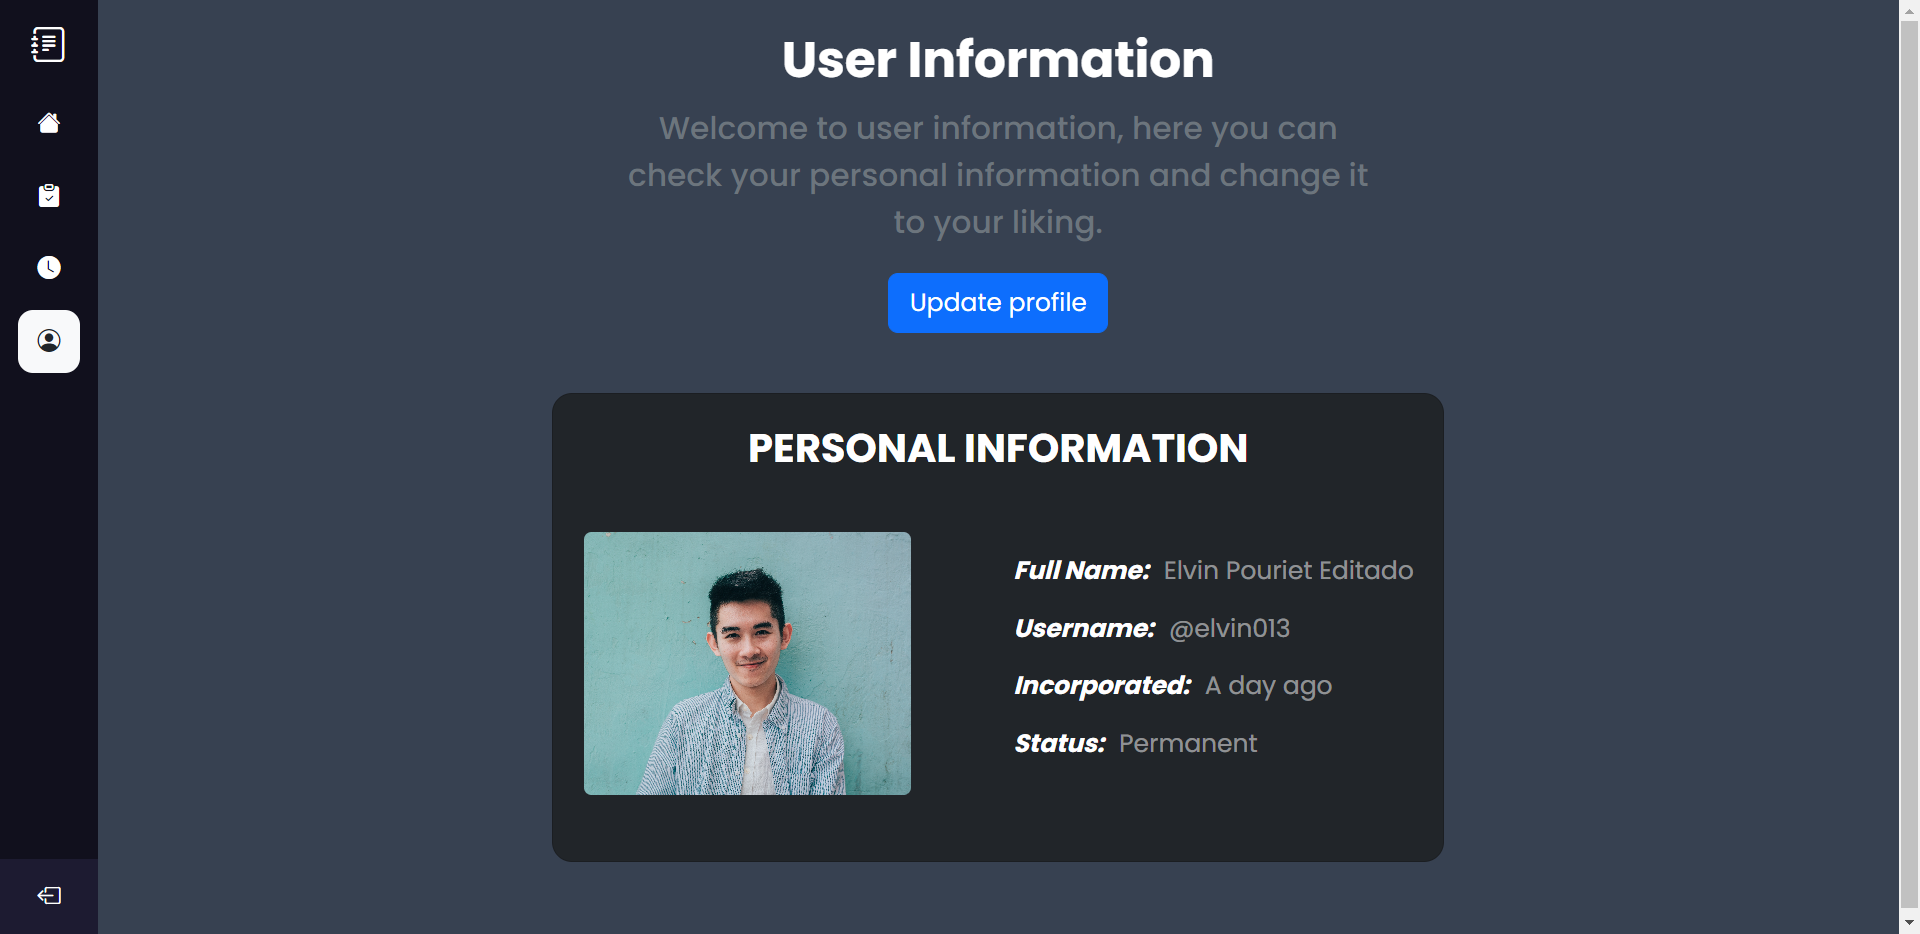 User Information
Welcome to user information, here you can
check your personal information and change it
to your liking.
Update profile
PERSONAL INFORMATION
Full Name: Elvin Pouriet Editado
Username: @elvin013
Incorporated: A day ago
Status: Permanent